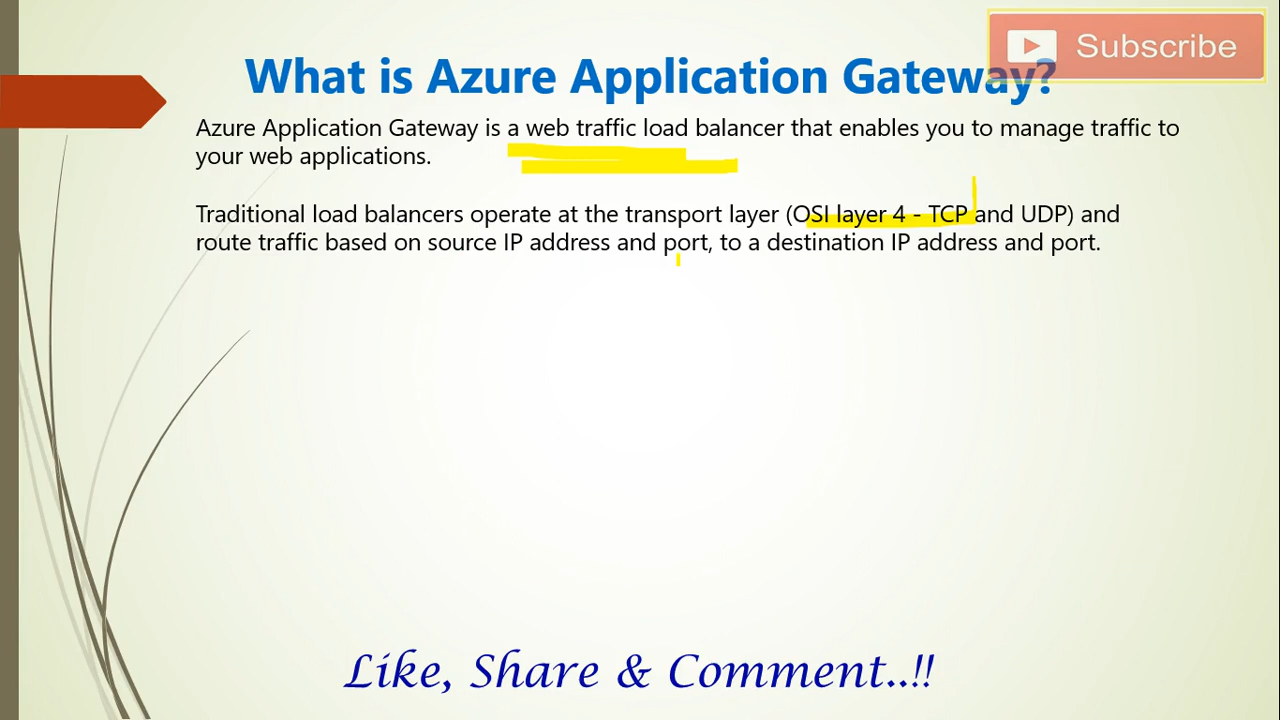 Subscribe
What is Azure Application Gateway?
Azure Application Gateway is a web traffic load balancer that enables you to manage traffic to
your web applications.
Traditional load balancers operate at the transport layer (OSI layer 4 - TCP and UDP) and
route traffic based on source IP address and port, to a destination IP address and port.
Like, Share & Comment..!!